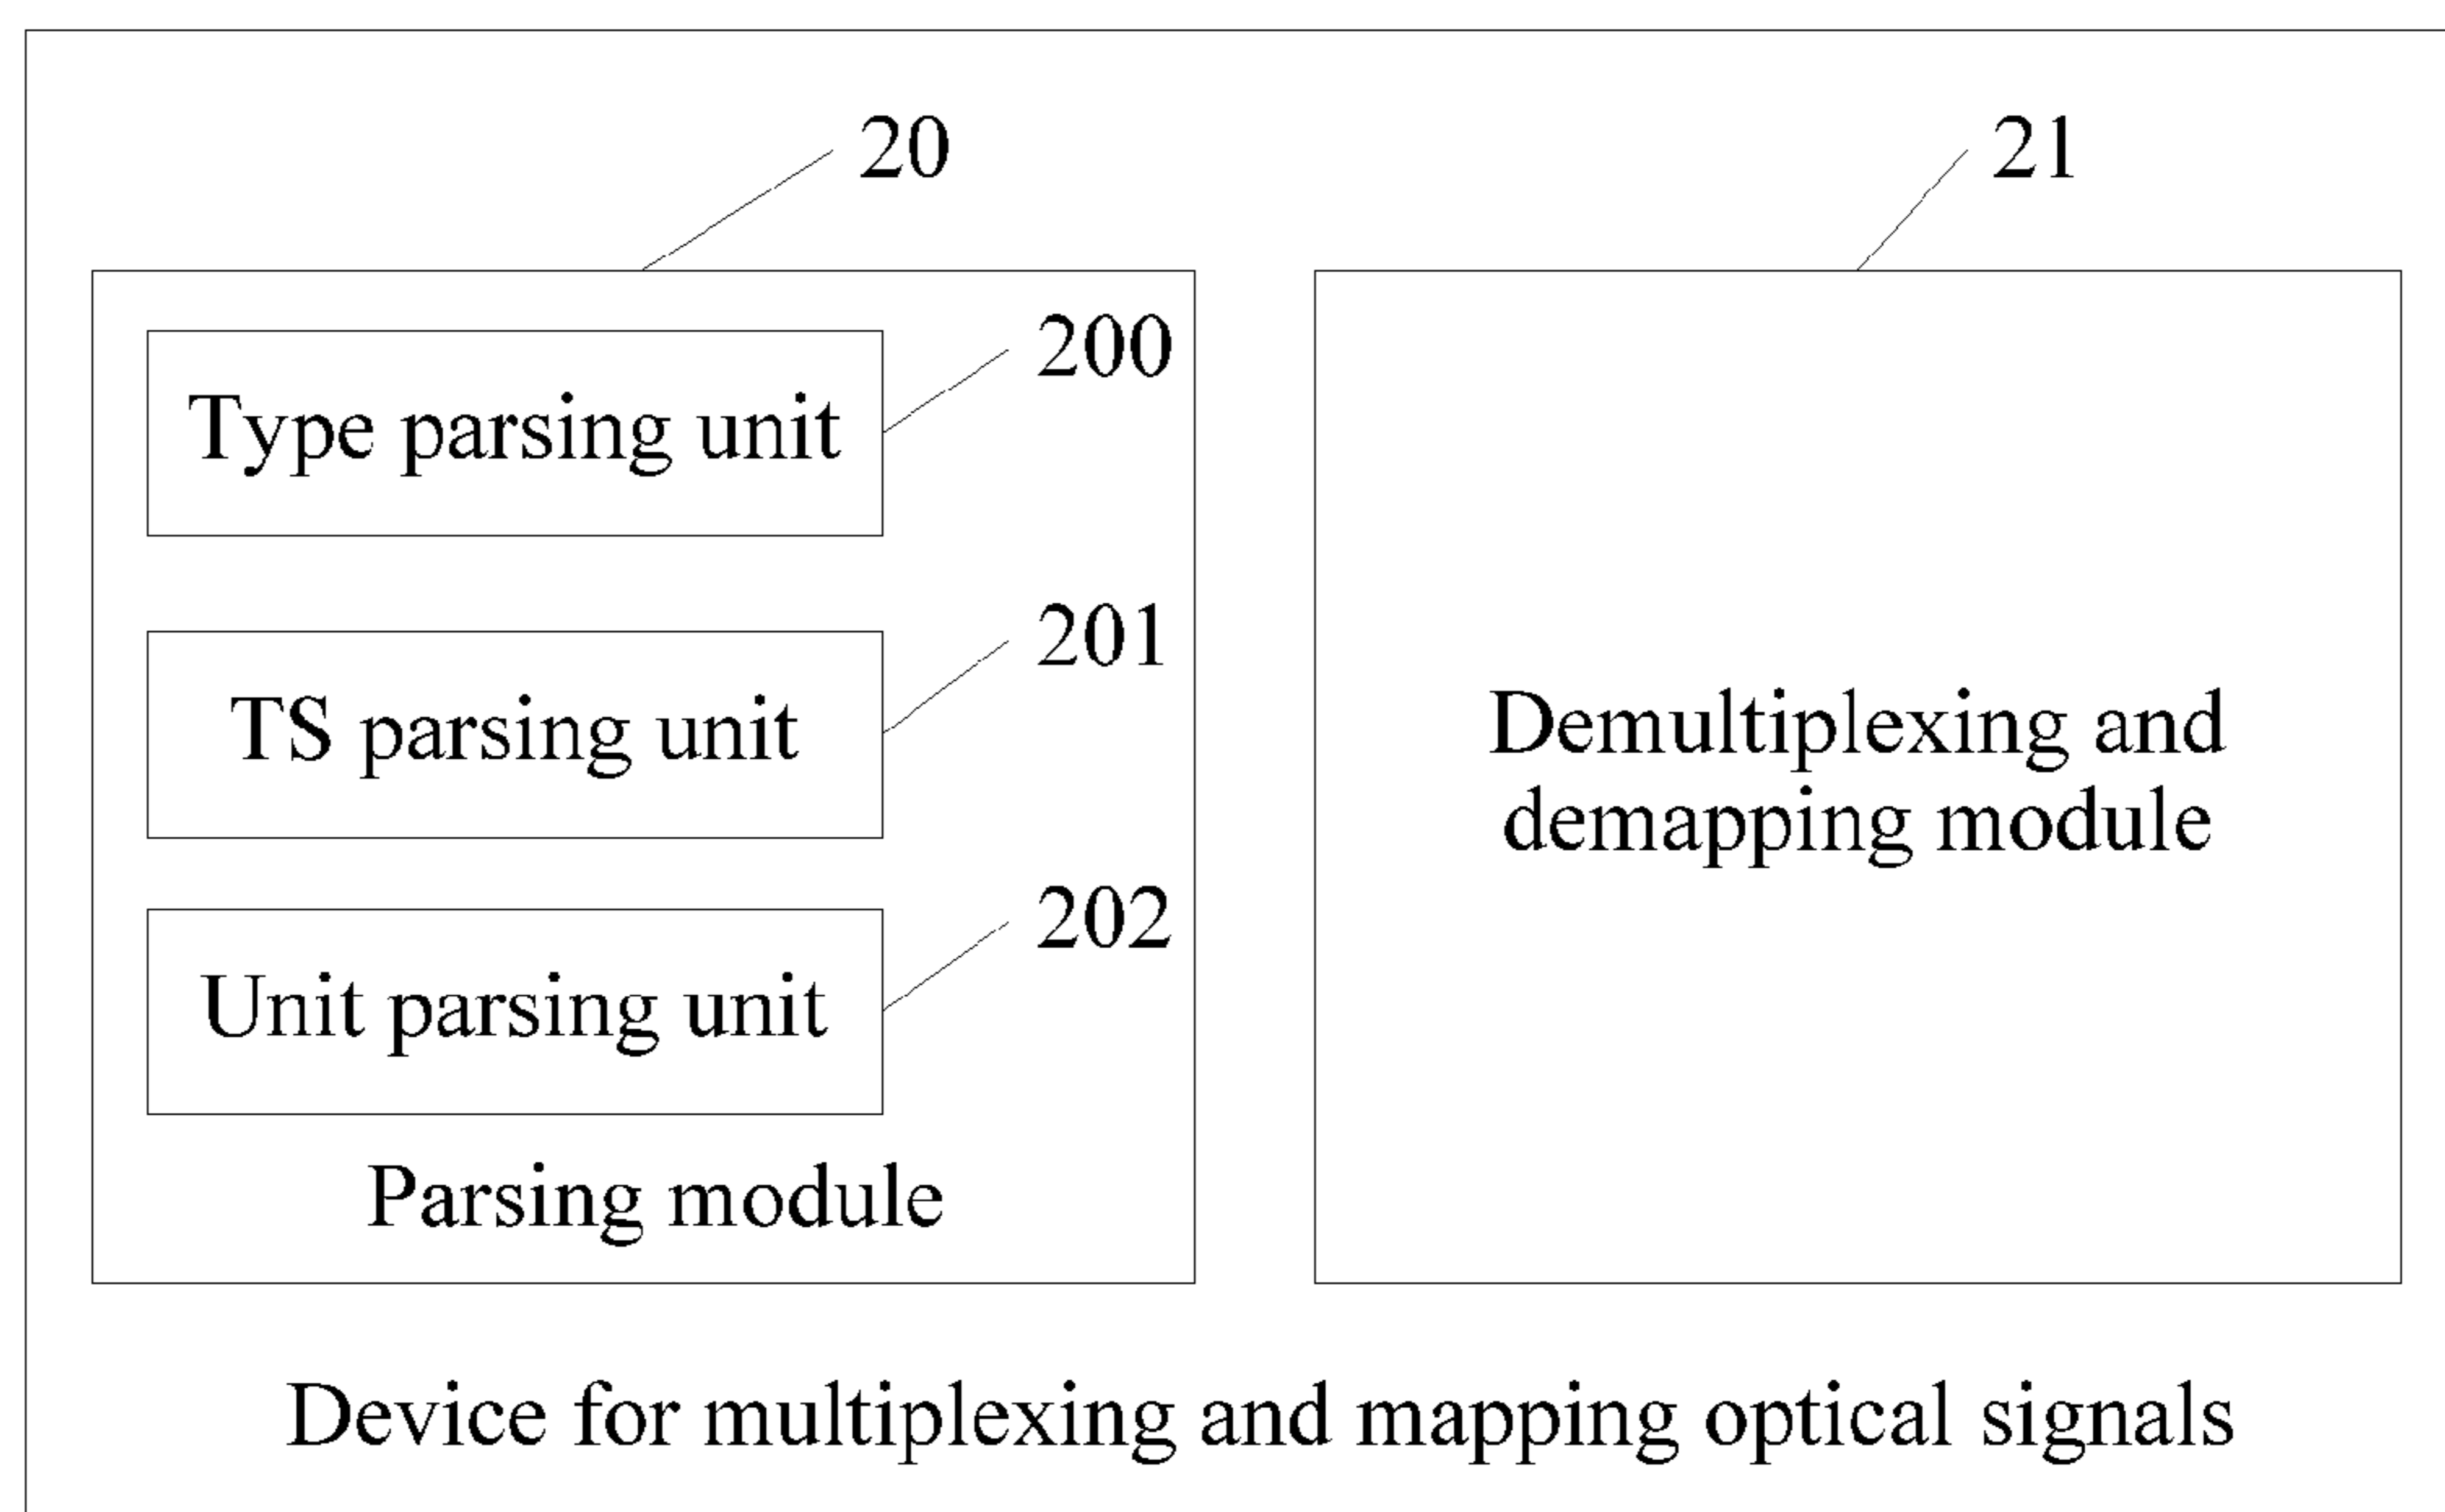 20
21
200
Type parsing unit
201
TS parsing unit
202
Unit parsing unit
Parsing module
Demultiplexing and
demapping module
Device for multiplexing and mapping optical signals